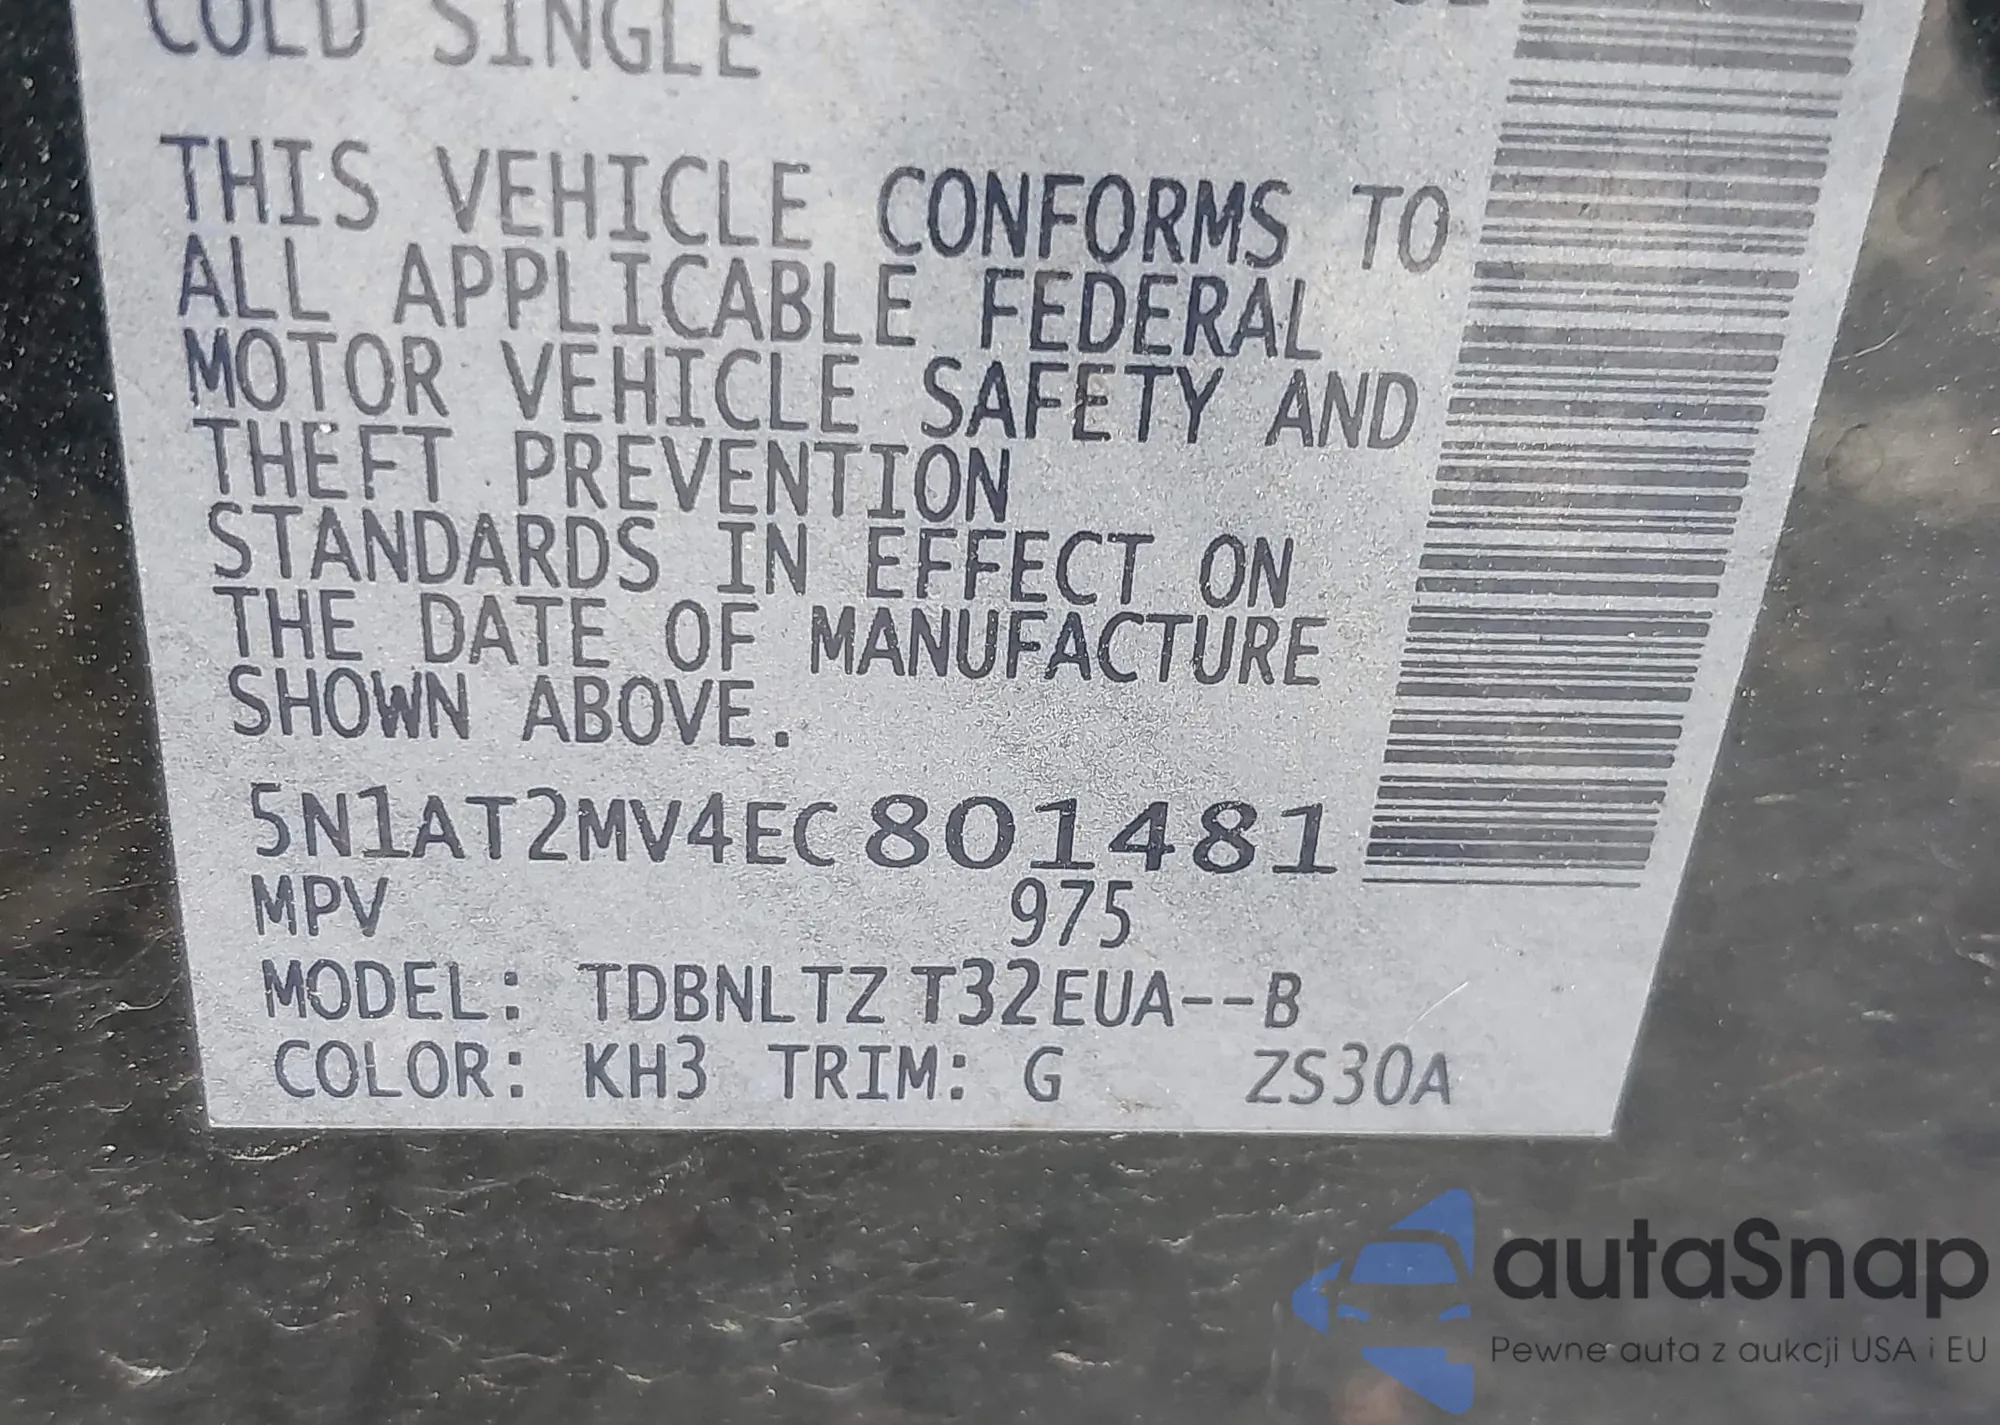 COLD SINGLE
THIS VEHICLE CONFORMS TO
ALL APPLICABLE FEDERAL
MOTOR VEHICLE SAFETY AND
THEFT PREVENTION
STANDARDS IN EFFECT ON
THE DATE OF MANUFACTURE
SHOWN ABOVE.
5N1AT2MV4EC801481
MPV 975
MODEL: TDBNLTZ T32EUA--B
COLOR: KH3 TRIM: G ZS30A
autaSnap
Pewne auta z aukcji USA i EU